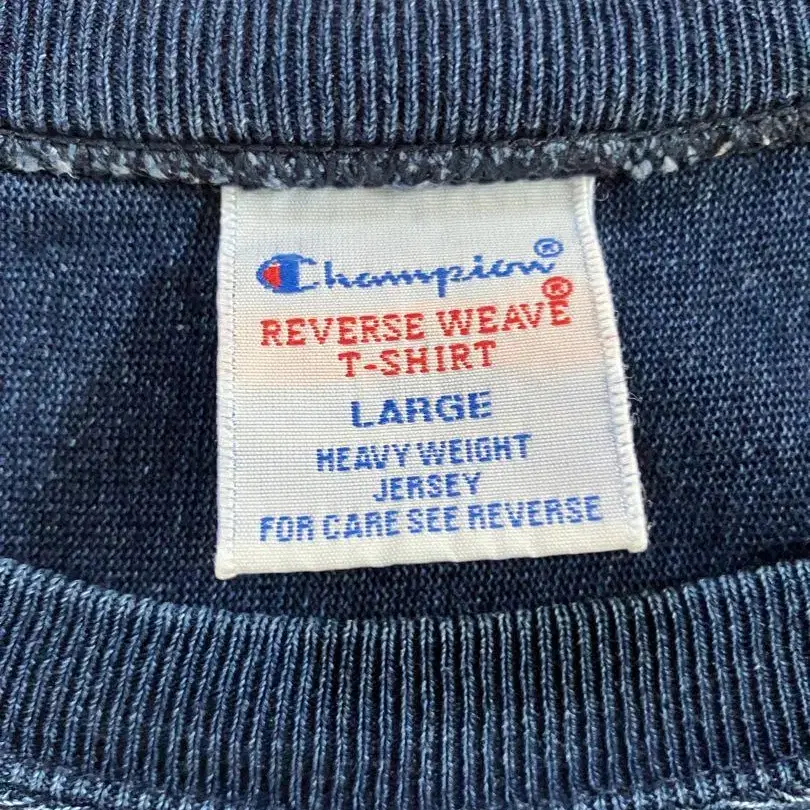 Champion®
REVERSE WEAVE®
T-SHIRT
LARGE
HEAVY WEIGHT
JERSEY
FOR CARE SEE REVERSE